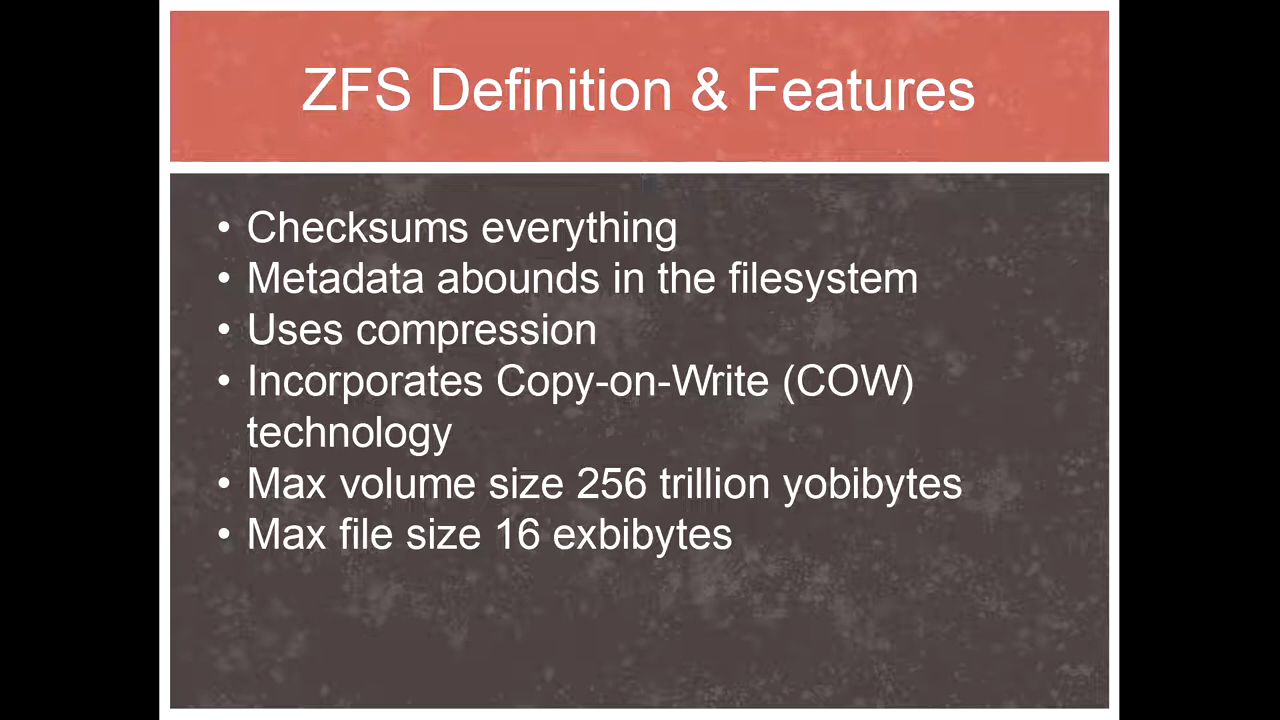 ZFS Definition & Features
• Checksums everything
• Metadata abounds in the filesystem
• Uses compression
• Incorporates Copy-on-Write (COW)
technology
• Max volume size 256 trillion yobibytes
• Max file size 16 exbibytes